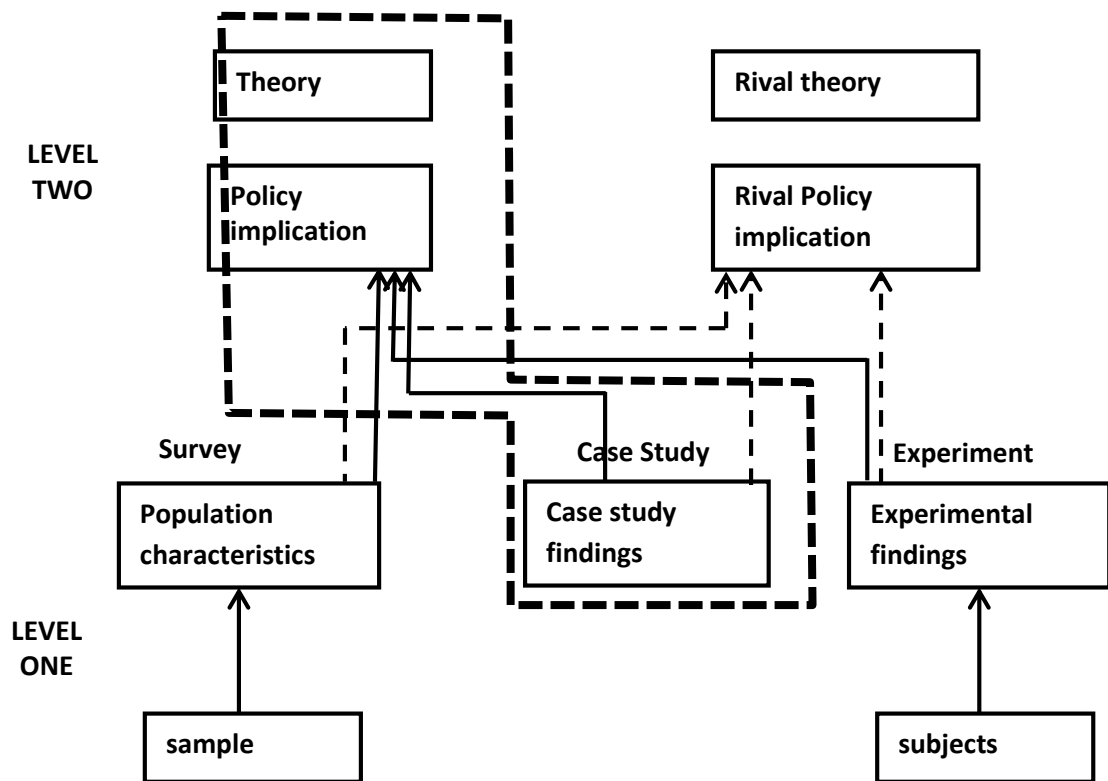 Theory
Rival theory
LEVEL
TWO
Policy
implication
Rival Policy
implication
Survey
Case Study
Experiment
Population
characteristics
Case study
findings
Experimental
findings
LEVEL
ONE
sample
subjects